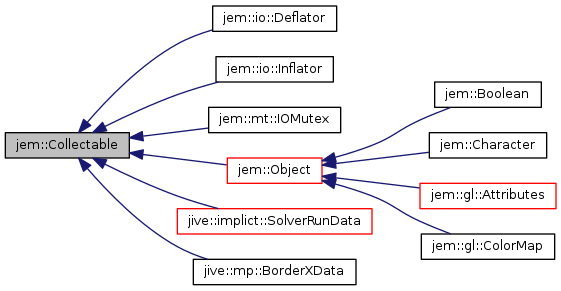 jem::io::Deflator
jem::io::Inflator
jem::Boolean
jem::mt::IOMutex
jem::Collectable
jem::Character
jem::Object
jem::gl::Attributes
jive::implict::SolverRunData
jem::gl::ColorMap
jive::mp::BorderXData